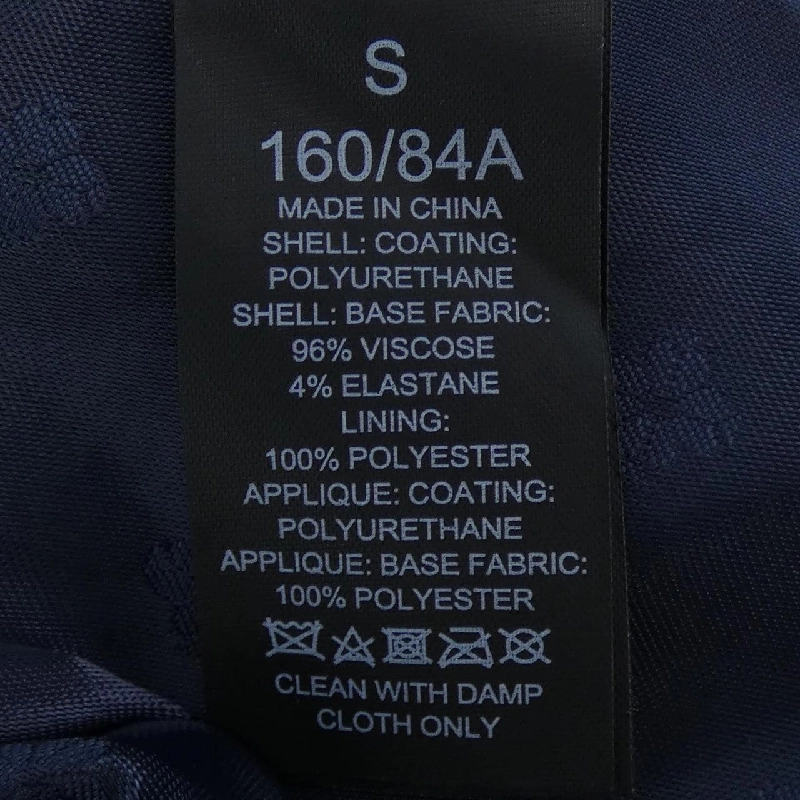 S
160/84A
MADE IN CHINA
SHELL: COATING:
POLYURETHANE
SHELL: BASE FABRIC:
96% VISCOSE
4% ELASTANE
LINING:
100% POLYESTER
APPLIQUE: COATING:
POLYURETHANE
APPLIQUE: BASE FABRIC:
100% POLYESTER
CLEAN WITH DAMP
CLOTH ONLY